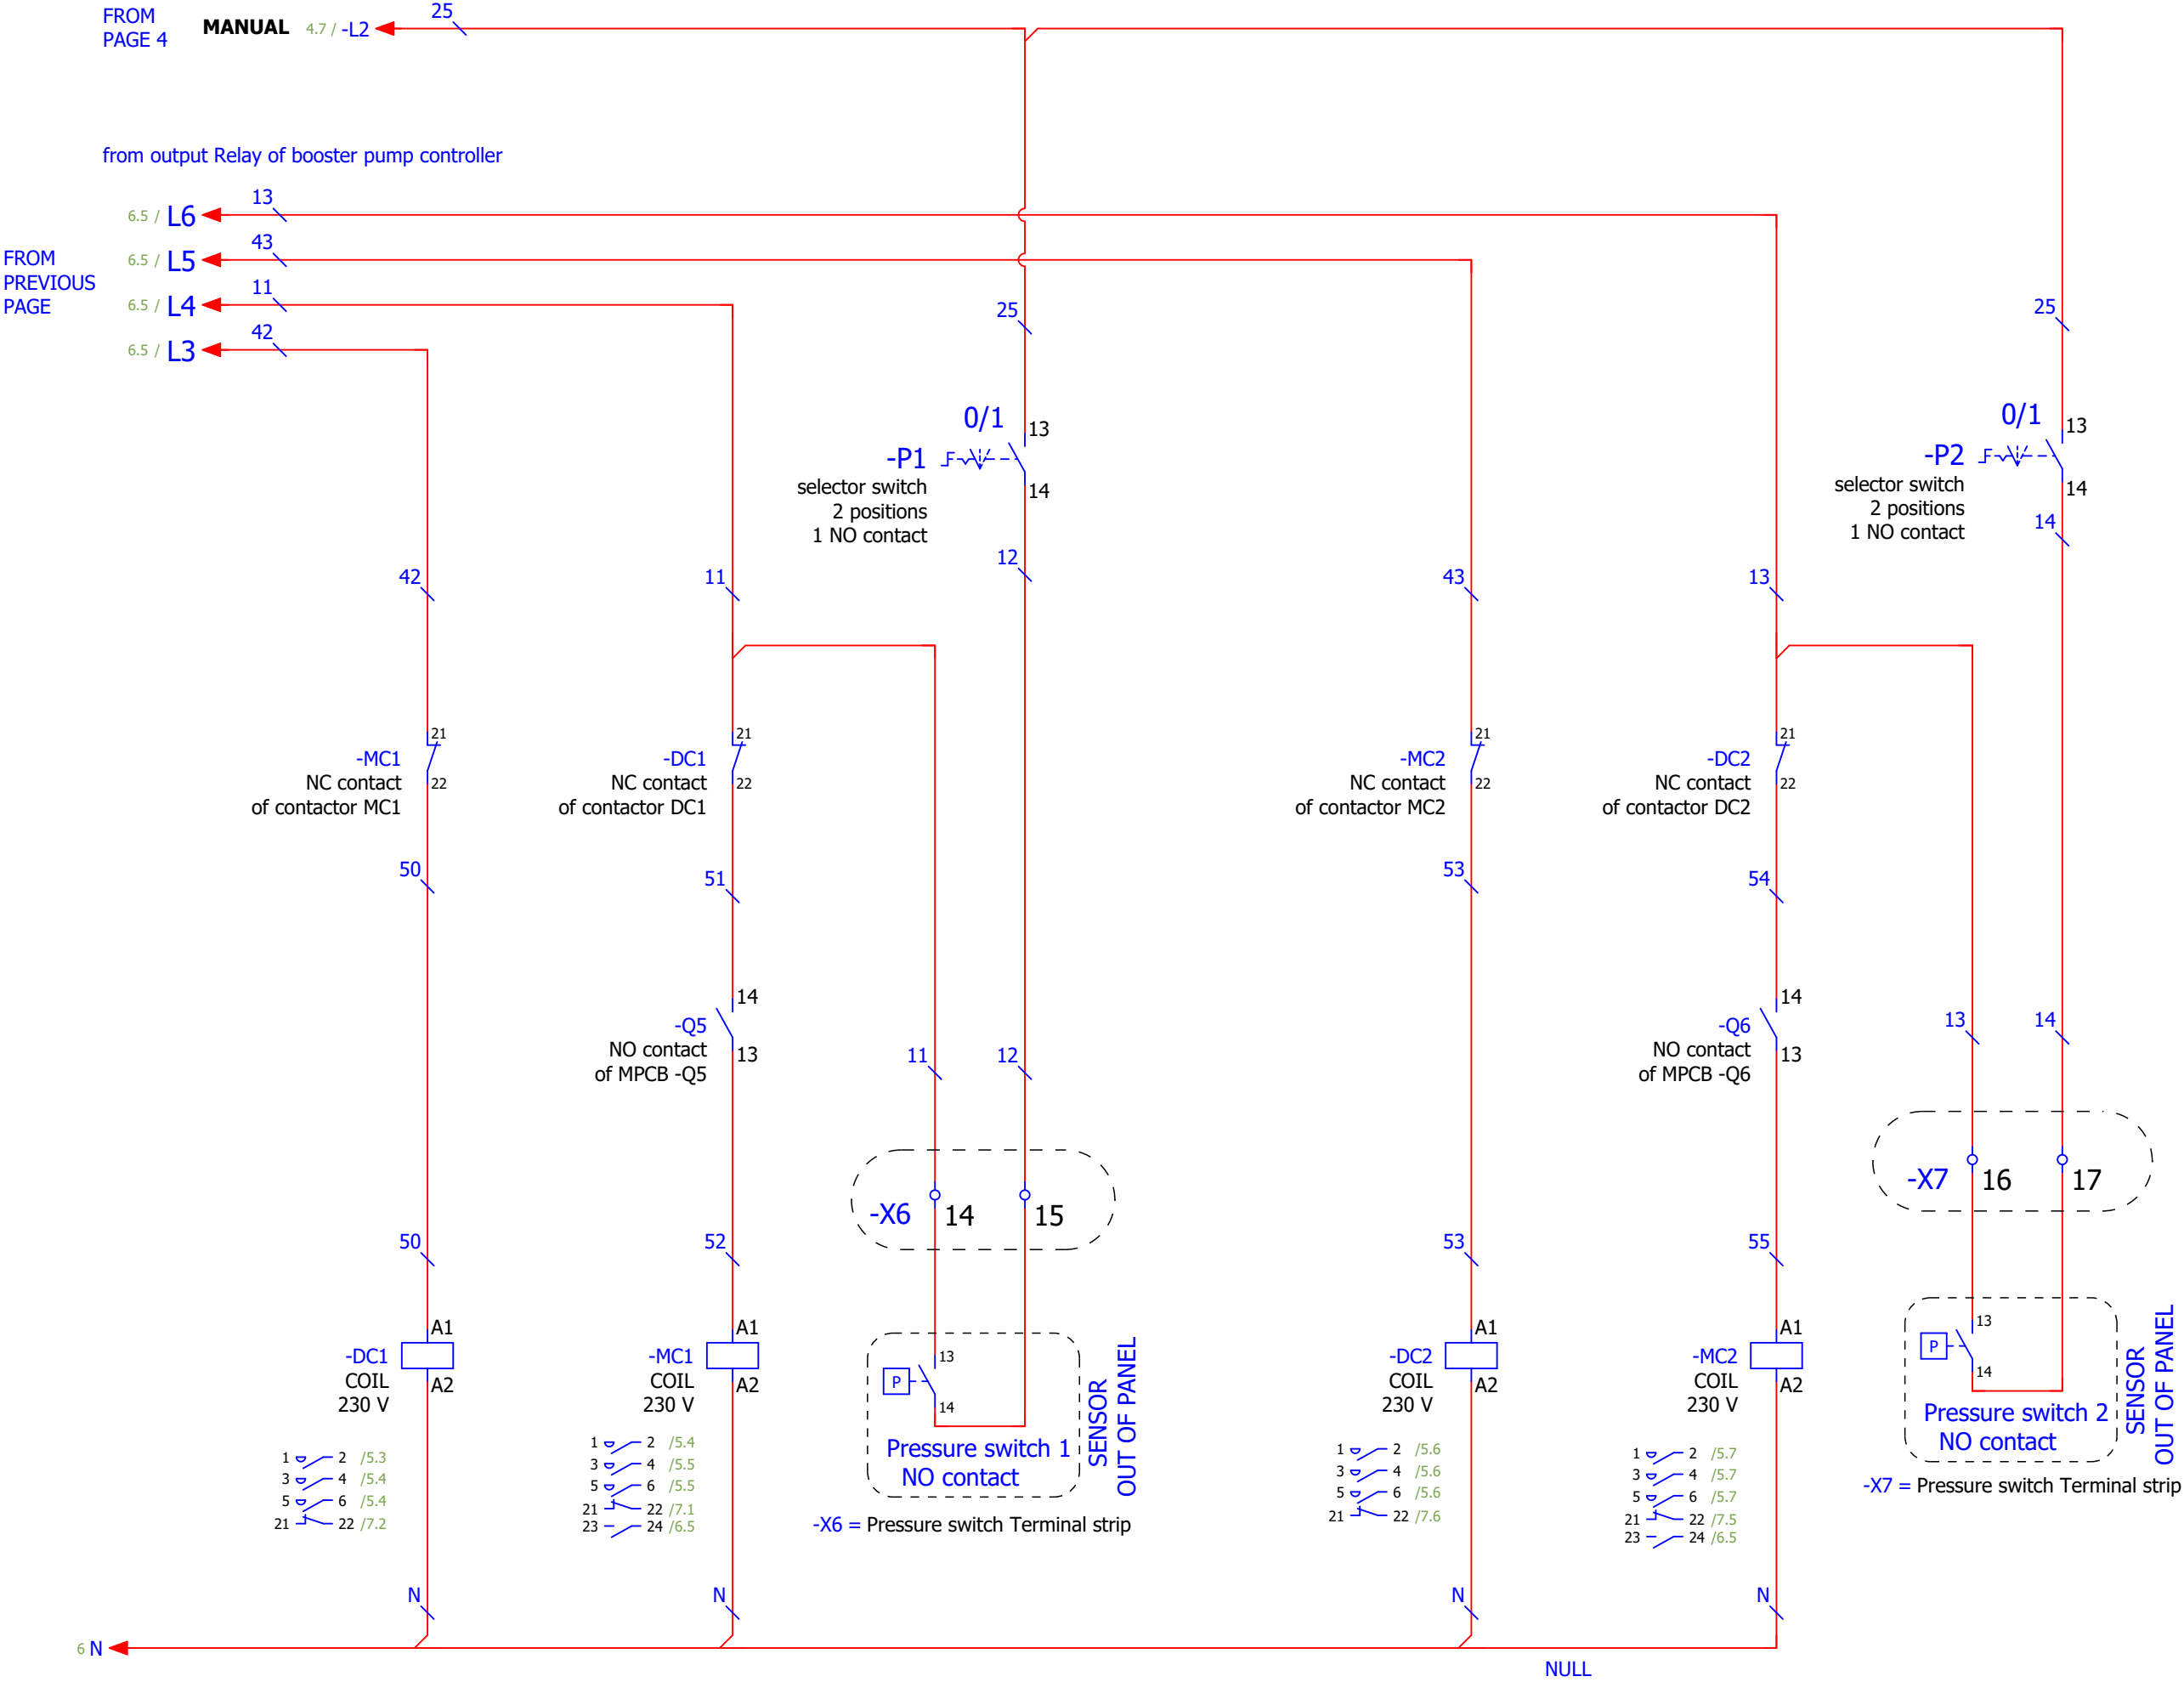 FROM
PAGE 4
MANUAL 4.7 / -L2
25
from output Relay of booster pump controller
FROM
PREVIOUS
PAGE
6.5 / L6 13
6.5 / L5 43
6.5 / L4 11
6.5 / L3 42
25
25
0/1
13
-P1
14
selector switch
2 positions
1 NO contact
12
0/1
13
-P2
14
selector switch
2 positions
1 NO contact
14
42
11
43
13
21
-MC1
NC contact
22
of contactor MC1
21
-DC1
NC contact
22
of contactor DC1
21
-MC2
NC contact
22
of contactor MC2
21
-DC2
NC contact
22
of contactor DC2
50
51
53
54
14
-Q5
NO contact
13
of MPCB -Q5
11
12
14
-Q6
NO contact
13
of MPCB -Q6
13
14
-X6 14 15
-X7 16 17
50
52
53
55
A1
-DC1
COIL
A2
230 V
A1
-MC1
COIL
A2
230 V
13
P
14
Pressure switch 1
NO contact
SENSOR
OUT OF PANEL
-X6 = Pressure switch Terminal strip
A1
-DC2
COIL
A2
230 V
A1
-MC2
COIL
A2
230 V
13
P
14
Pressure switch 2
NO contact
SENSOR
OUT OF PANEL
-X7 = Pressure switch Terminal strip
1 2 /5.3
3 4 /5.4
5 6 /5.4
21 22 /7.2
1 2 /5.4
3 4 /5.5
5 6 /5.5
21 22 /7.1
23 24 /6.5
1 2 /5.6
3 4 /5.6
5 6 /5.6
21 22 /7.6
1 2 /5.7
3 4 /5.7
5 6 /5.7
21 22 /7.5
23 24 /6.5
N
N
N
N
6 N
NULL